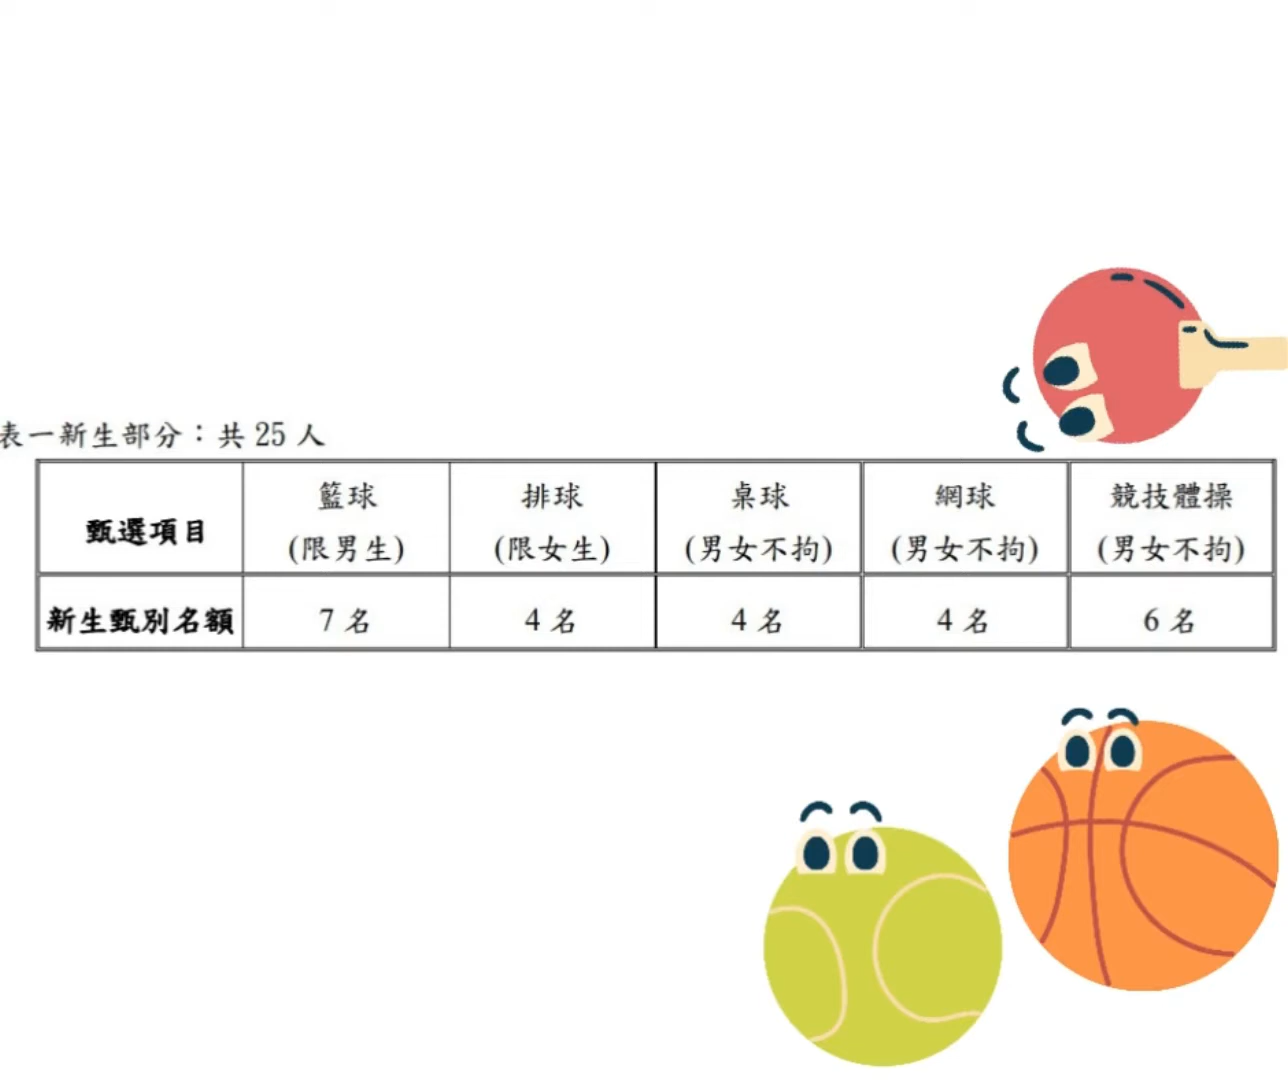 表一新生部分：共 25 人
甄選項目
籃球
(限男生)
排球
(限女生)
桌球
(男女不拘)
網球
(男女不拘)
競技體操
(男女不拘)
新生甄別名額
7 名
4 名
4 名
4 名
6 名